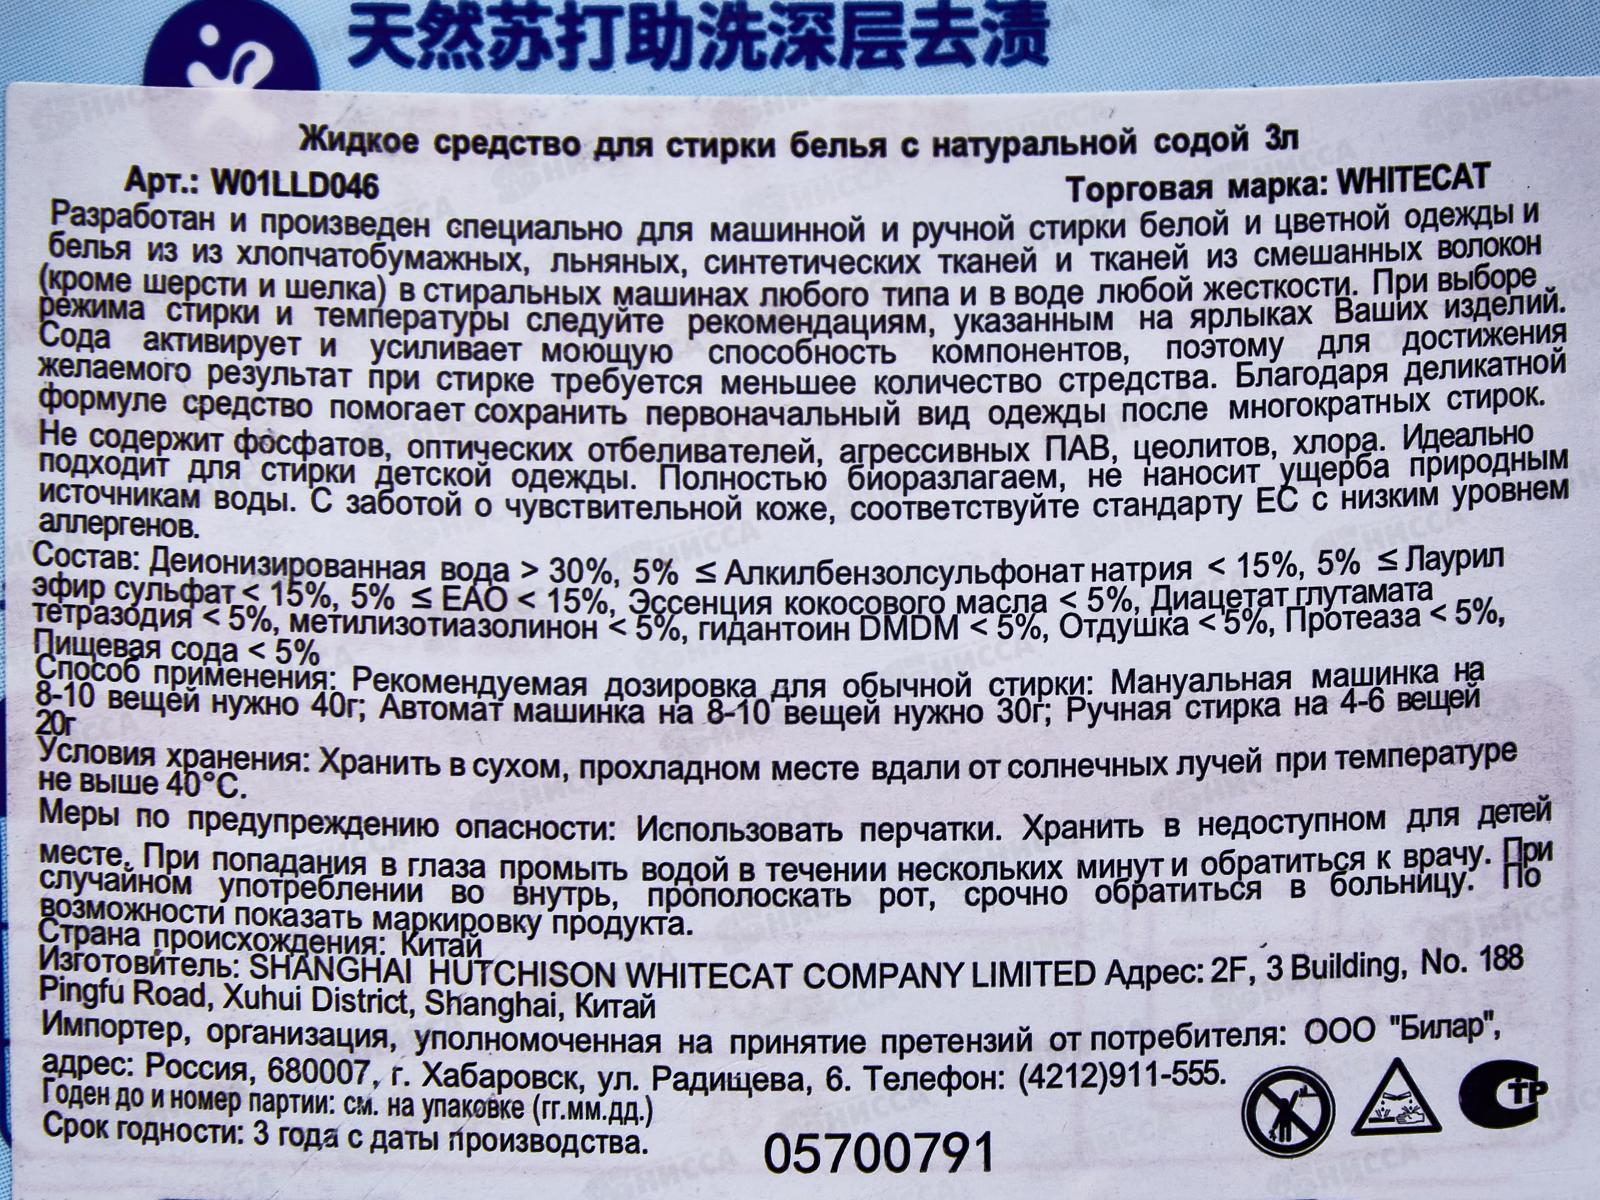 天然苏打助洗深层去渍
Жидкое средство для стирки белья с натуральной содой 3л
Арт.: W01LLD046 Торговая марка: WHITECAT
Разработан и произведен специально для машинной и ручной стирки белой и цветной одежды и
белья из из хлопчатобумажных, льняных, синтетических тканей и тканей из смешанных волокон
(кроме шерсти и шелка) в стиральных машинах любого типа и в воде любой жесткости. При выборе
режима стирки и температуры следуйте рекомендациям, указанным на ярлыках Ваших изделий.
Сода активирует и усиливает моющую способность компонентов, поэтому для достижения
желаемого результат при стирке требуется меньшее количество стредства. Благодаря деликатной
формуле средство помогает сохранить первоначальный вид одежды после многократных стирок.
Не содержит фосфатов, оптических отбеливателей, агрессивных ПАВ, цеолитов, хлора. Идеально
подходит для стирки детской одежды. Полностью биоразлагаем, не наносит ущерба природным
источникам воды. С заботой о чувствительной коже, соответствуйте стандарту ЕС с низким уровнем
аллергенов.
Состав: Деионизированная вода > 30%, 5% ≤ Алкилбензолсульфонат натрия < 15%, 5% ≤ Лаурил
эфир сульфат < 15%, 5% ≤ ЕАО < 15%, Эссенция кокосового масла < 5%, Диацетат глутамата
тетразодия < 5%, метилизотиазолинон < 5%, гидантоин DMDM < 5%, Отдушка < 5%, Протеаза < 5%,
Пищевая сода < 5%
Способ применения: Рекомендуемая дозировка для обычной стирки: Мануальная машинка на
8-10 вещей нужно 40г; Автомат машинка на 8-10 вещей нужно 30г; Ручная стирка на 4-6 вещей
20г
Условия хранения: Хранить в сухом, прохладном месте вдали от солнечных лучей при температуре
не выше 40°С.
Меры по предупреждению опасности: Использовать перчатки. Хранить в недоступном для детей
месте. При попадания в глаза промыть водой в течении нескольких минут и обратиться к врачу. При
случайном употреблении во внутрь, прополоскать рот, срочно обратиться в больницу. По
возможности показать маркировку продукта.
Страна происхождения: Китай
Изготовитель: SHANGHAI HUTCHISON WHITECAT COMPANY LIMITED Адрес: 2F, 3 Building, No. 188
Pingfu Road, Xuhui District, Shanghai, Китай
Импортер, организация, уполномоченная на принятие претензий от потребителя: ООО "Билар",
адрес: Россия, 680007, г. Хабаровск, ул. Радищева, 6. Телефон: (4212)911-555.
Годен до и номер партии: см. на упаковке (гг.мм.дд.)
Срок годности: 3 года с даты производства.
05700791
СТР